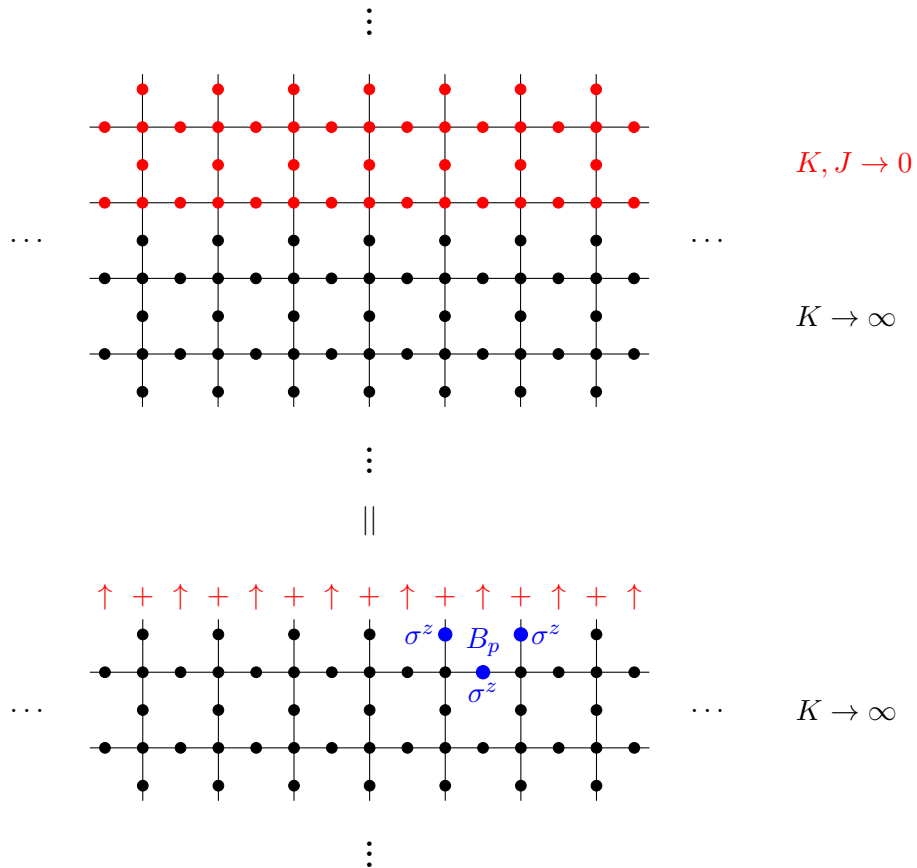 ⋮
K, J → 0
⋯ ⋯
K → ∞
⋮
||
↑ + ↑ + ↑ + ↑ + ↑ + ↑ + ↑ + ↑
σ^z B_p σ^z
σ^z
⋯ ⋯ K → ∞
⋮